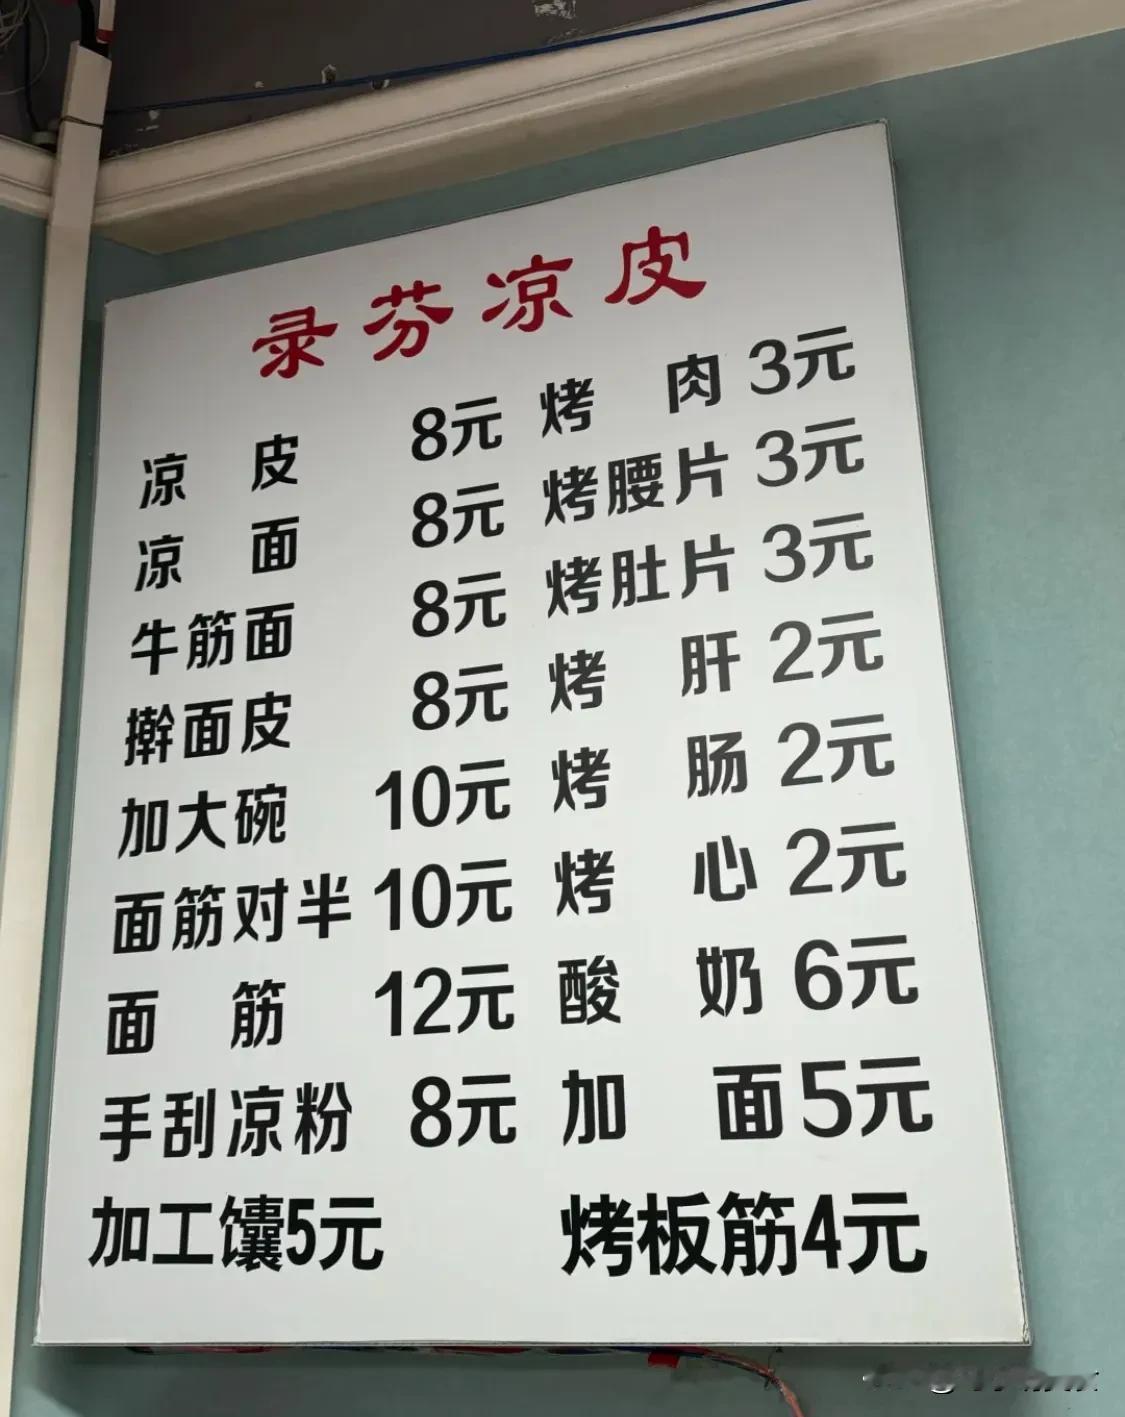 录芬凉皮
凉皮 8元 烤肉 3元
凉面 8元 烤腰片 3元
牛筋面 8元 烤肚片 3元
擀面皮 8元 烤肝 2元
加大碗 10元 烤肠 2元
面筋对半 10元 烤心 2元
面筋 12元 酸奶 6元
手刮凉粉 8元 加面 5元
加工馕5元 烤板筋4元